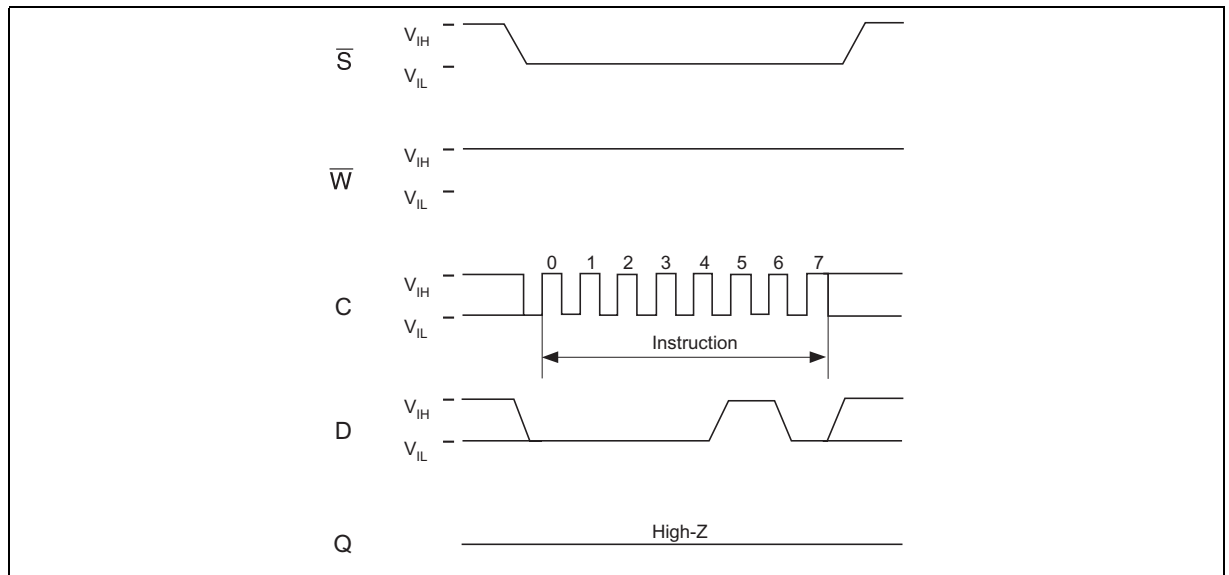 S̅
V_IH
V_IL
W̅
V_IH
V_IL
C
V_IH
V_IL
0 1 2 3 4 5 6 7
Instruction
D
V_IH
V_IL
Q
High-Z